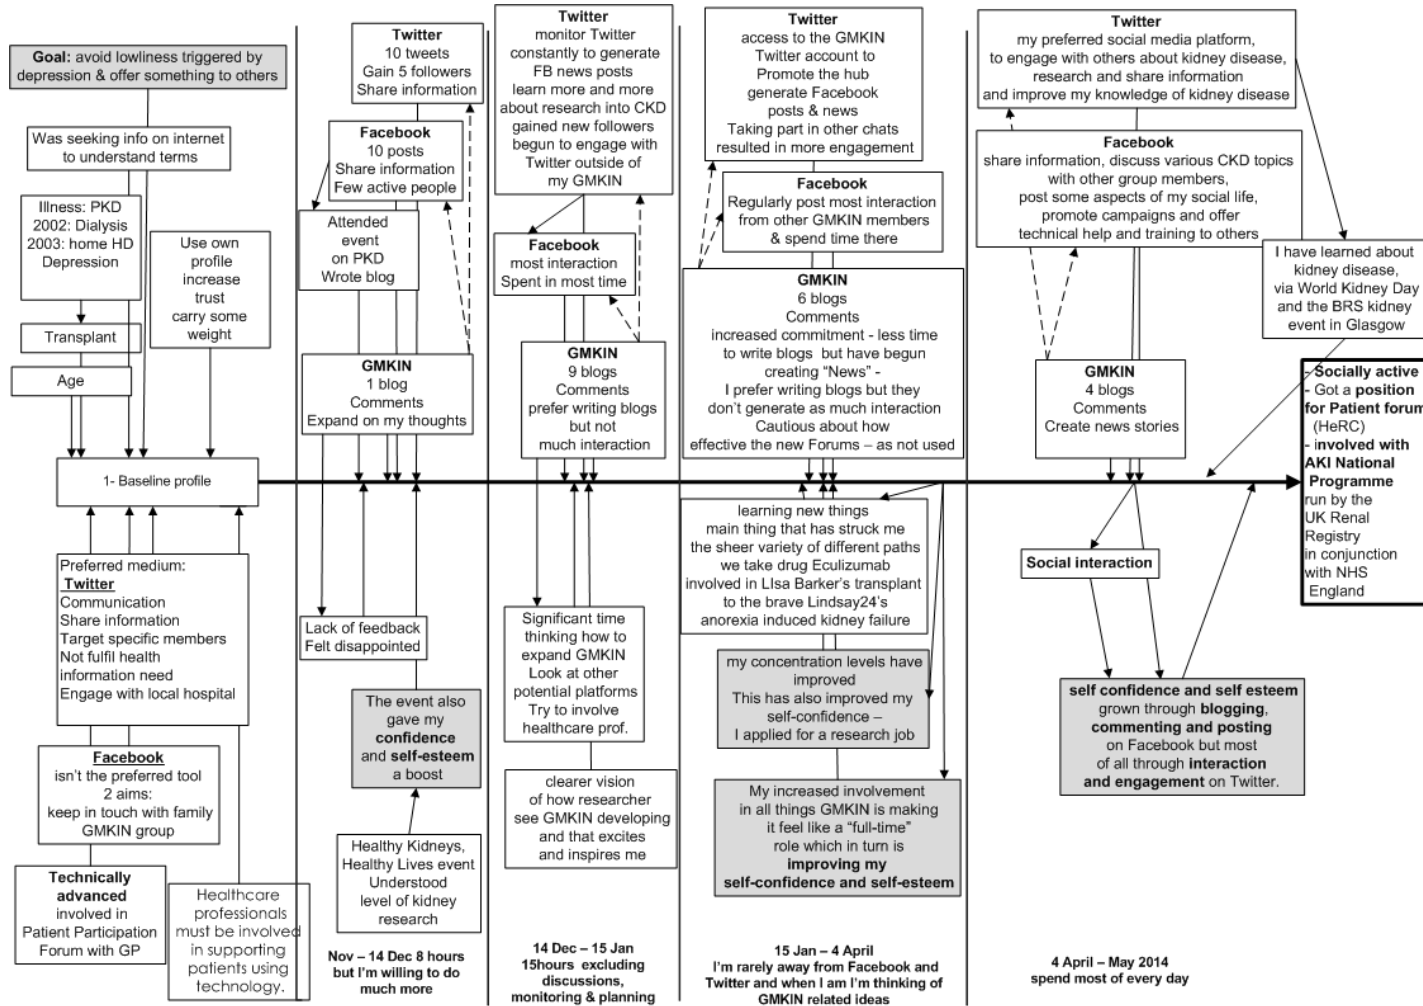 Goal: avoid lowliness triggered by
depression & offer something to others
Was seeking info on internet
to understand terms
Illness: PKD
2002: Dialysis
2003: home HD
Depression
Use own
profile
increase
trust
carry some
weight
Transplant
Age
1- Baseline profile
Preferred medium:
Twitter
Communication
Share information
Target specific members
Not fulfil health
information need
Engage with local hospital
Facebook
isn't the preferred tool
2 aims:
keep in touch with family
GMKIN group
Technically
advanced
involved in
Patient Participation
Forum with GP
Healthcare
professionals
must be involved
in supporting
patients using
technology.
Twitter
10 tweets
Gain 5 followers
Share information
Facebook
10 posts
Share information
Few active people
Attended
event
on PKD
Wrote blog
GMKIN
1 blog
Comments
Expand on my thoughts
Lack of feedback
Felt disappointed
The event also
gave my
confidence
and self-esteem
a boost
Healthy Kidneys,
Healthy Lives event
Understood
level of kidney
research
Nov – 14 Dec 8 hours
but I'm willing to do
much more
Twitter
monitor Twitter
constantly to generate
FB news posts
learn more and more
about research into CKD
gained new followers
begun to engage with
Twitter outside of
my GMKIN
Facebook
most interaction
Spent in most time
GMKIN
9 blogs
Comments
prefer writing blogs
but not
much interaction
Significant time
thinking how to
expand GMKIN
Look at other
potential platforms
Try to involve
healthcare prof.
clearer vision
of how researcher
see GMKIN developing
and that excites
and inspires me
14 Dec – 15 Jan
15hours excluding
discussions,
monitoring & planning
Twitter
access to the GMKIN
Twitter account to
Promote the hub
generate Facebook
posts & news
Taking part in other chats
resulted in more engagement
Facebook
Regularly post most interaction
from other GMKIN members
& spend time there
GMKIN
6 blogs
Comments
increased commitment - less time
to write blogs but have begun
creating "News" -
I prefer writing blogs but they
don't generate as much interaction
Cautious about how
effective the new Forums – as not used
learning new things
main thing that has struck me
the sheer variety of different paths
we take drug Eculizumab
involved in LIsa Barker's transplant
to the brave Lindsay24's
anorexia induced kidney failure
my concentration levels have
improved
This has also improved my
self-confidence –
I applied for a research job
My increased involvement
in all things GMKIN is making
it feel like a "full-time"
role which in turn is
improving my
self-confidence and self-esteem
15 Jan – 4 April
I'm rarely away from Facebook and
Twitter and when I am I'm thinking of
GMKIN related ideas
Twitter
my preferred social media platform,
to engage with others about kidney disease,
research and share information
and improve my knowledge of kidney disease
Facebook
share information, discuss various CKD topics
with other group members,
post some aspects of my social life,
promote campaigns and offer
technical help and training to others
I have learned about
kidney disease,
via World Kidney Day
and the BRS kidney
event in Glasgow
GMKIN
4 blogs
Comments
Create news stories
Social interaction
self confidence and self esteem
grown through blogging,
commenting and posting
on Facebook but most
of all through interaction
and engagement on Twitter.
- Socially active
- Got a position
for Patient forum
(HeRC)
- involved with
AKI National
Programme
run by the
UK Renal
Registry
in conjunction
with NHS
England
4 April – May 2014
spend most of every day